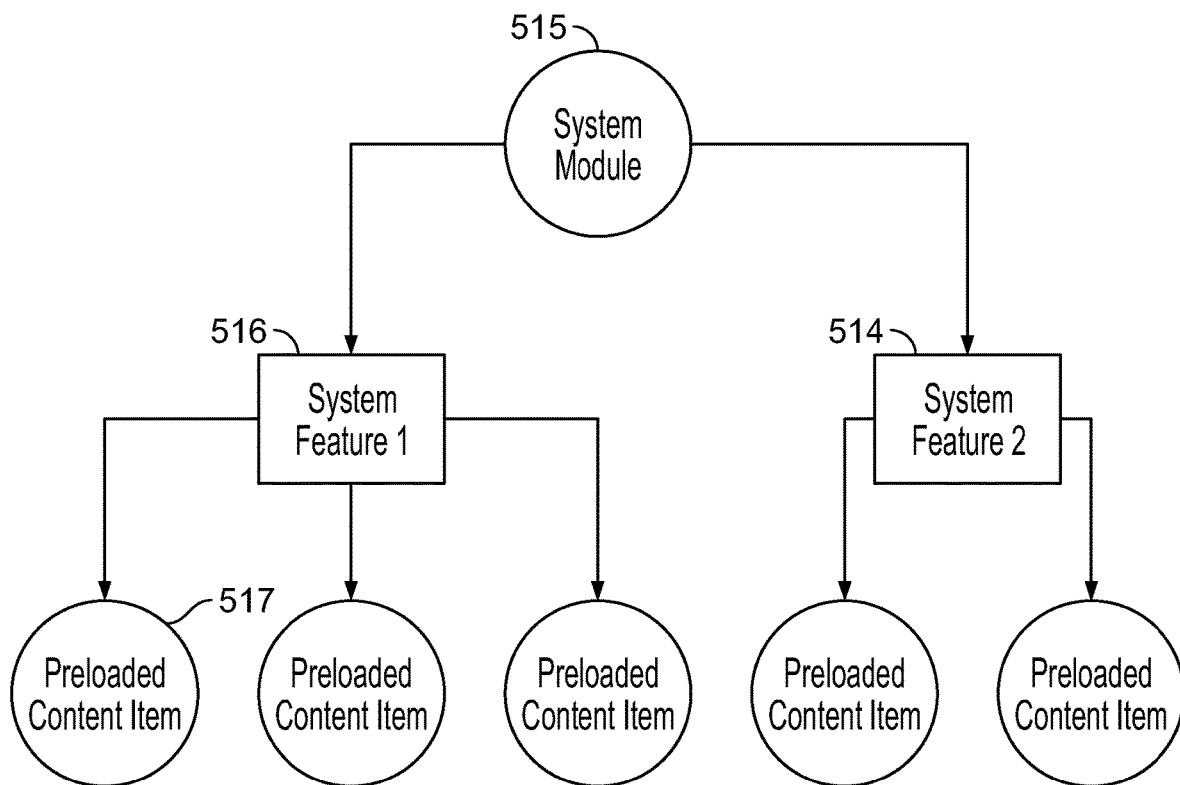 515
System
Module
516
System
Feature 1
514
System
Feature 2
517
Preloaded
Content Item
Preloaded
Content Item
Preloaded
Content Item
Preloaded
Content Item
Preloaded
Content Item